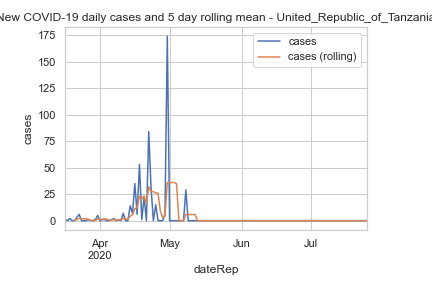 New COVID-19 daily cases and 5 day rolling mean - United_Republic_of_Tanzania
cases
cases (rolling)
175
150
125
100
75
50
25
0
cases
Apr
2020
May
Jun
Jul
dateRep